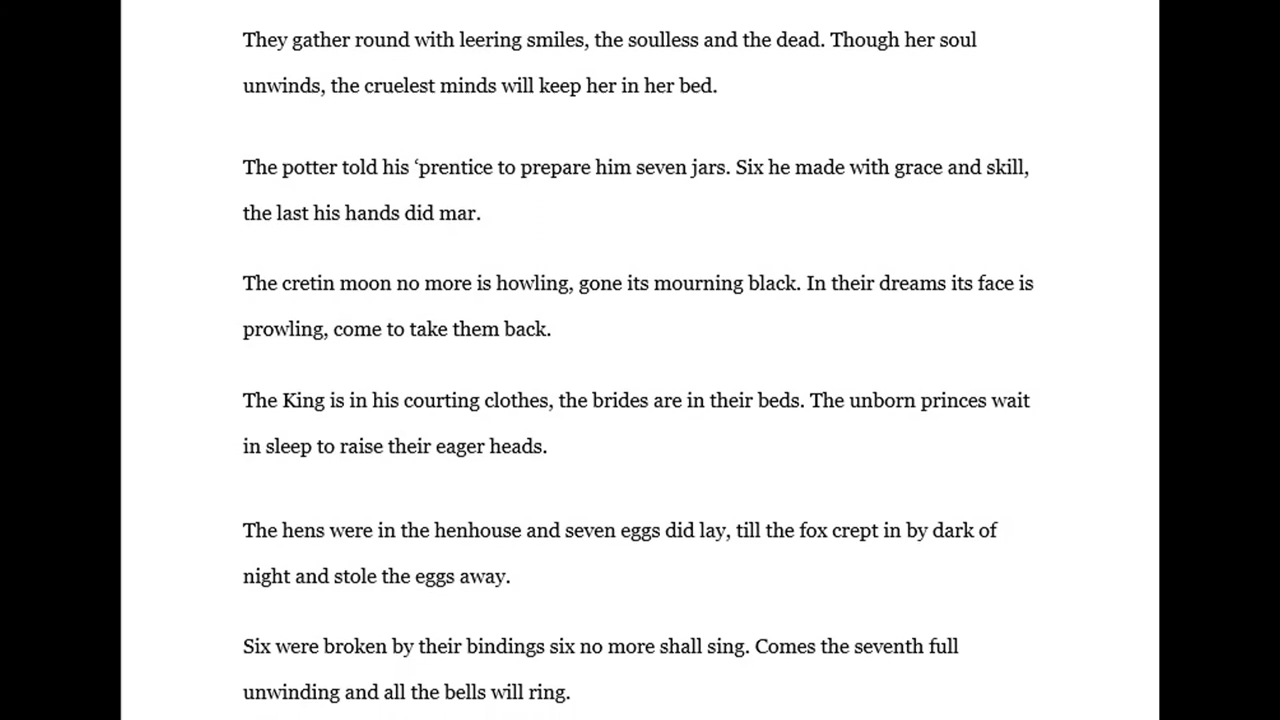 They gather round with leering smiles, the soulless and the dead. Though her soul
unwinds, the cruelest minds will keep her in her bed.
The potter told his ‘prentice to prepare him seven jars. Six he made with grace and skill,
the last his hands did mar.
The cretin moon no more is howling, gone its mourning black. In their dreams its face is
prowling, come to take them back.
The King is in his courting clothes, the brides are in their beds. The unborn princes wait
in sleep to raise their eager heads.
The hens were in the henhouse and seven eggs did lay, till the fox crept in by dark of
night and stole the eggs away.
Six were broken by their bindings six no more shall sing. Comes the seventh full
unwinding and all the bells will ring.